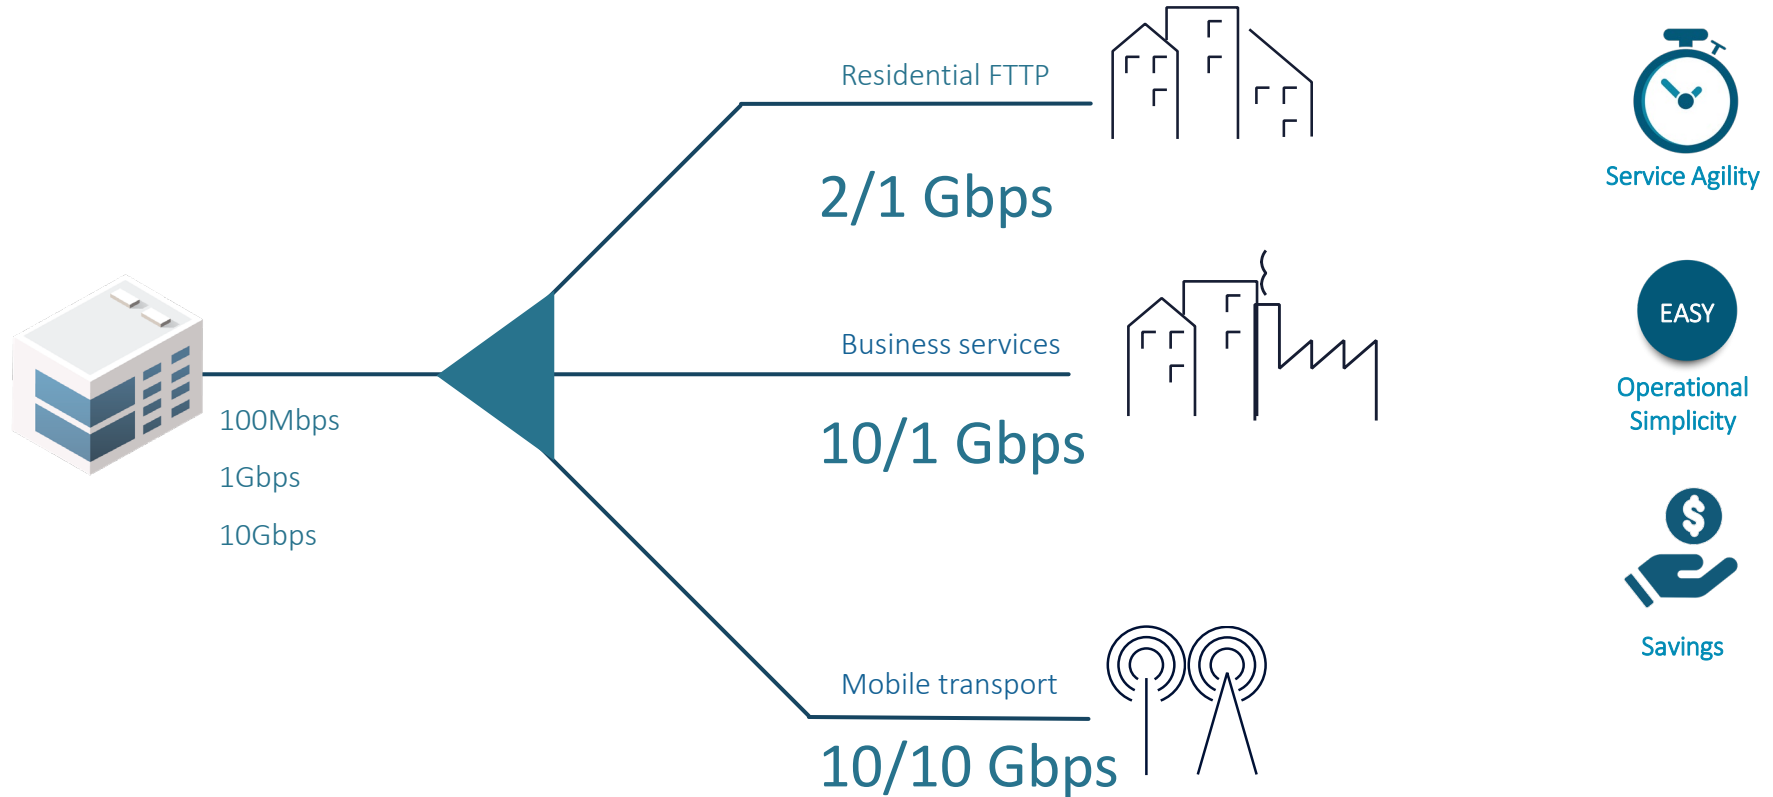 Residential FTTP
2/1 Gbps
Business services
10/1 Gbps
Mobile transport
10/10 Gbps
100Mbps
1Gbps
10Gbps
Service Agility
EASY
Operational
Simplicity
$
Savings